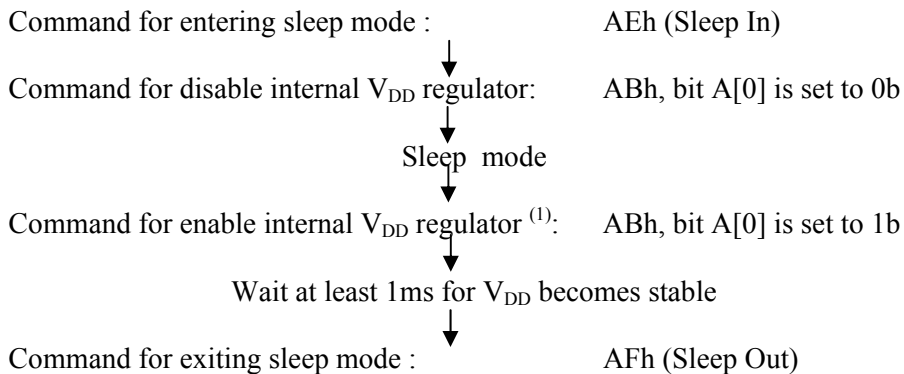 Command for entering sleep mode : AEh (Sleep In)
Command for disable internal VDD regulator: ABh, bit A[0] is set to 0b
Sleep mode
Command for enable internal VDD regulator (1): ABh, bit A[0] is set to 1b
Wait at least 1ms for VDD becomes stable
Command for exiting sleep mode : AFh (Sleep Out)